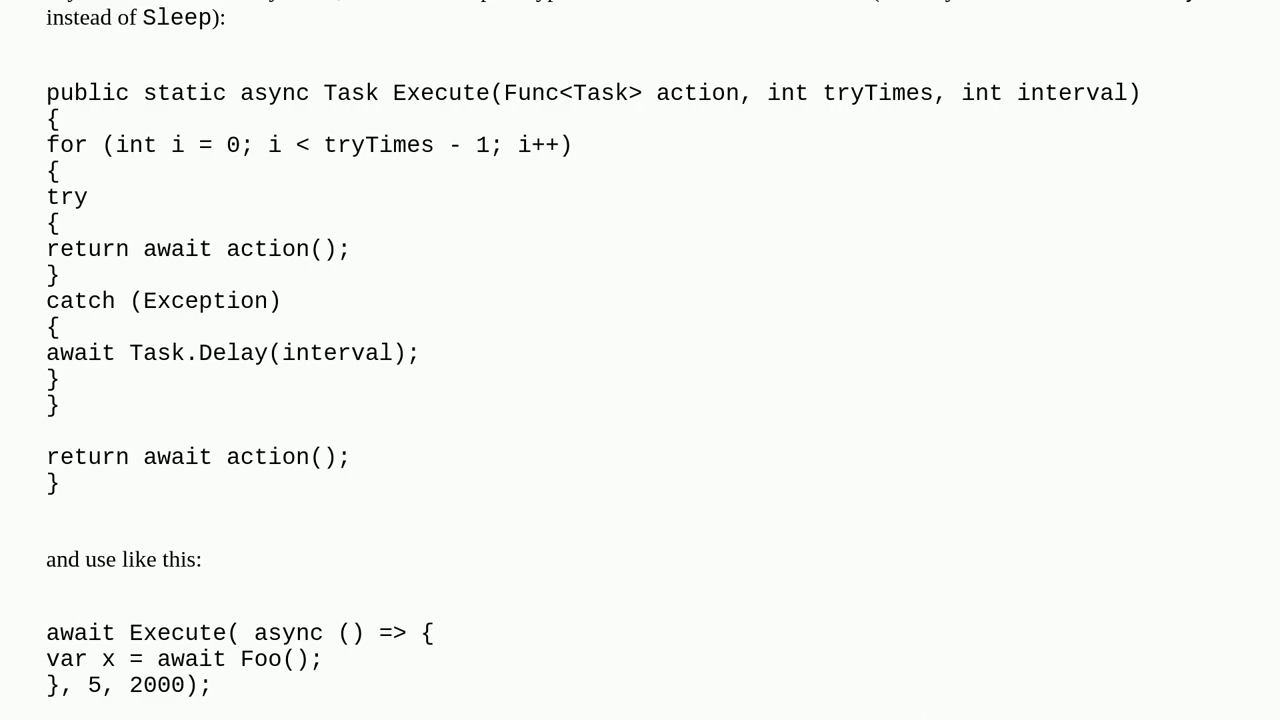 instead of Sleep):
public static async Task Execute(Func<Task> action, int tryTimes, int interval)
{
for (int i = 0; i < tryTimes - 1; i++)
{
try
{
return await action();
}
catch (Exception)
{
await Task.Delay(interval);
}
}
return await action();
}
and use like this:
await Execute( async () => {
var x = await Foo();
}, 5, 2000);